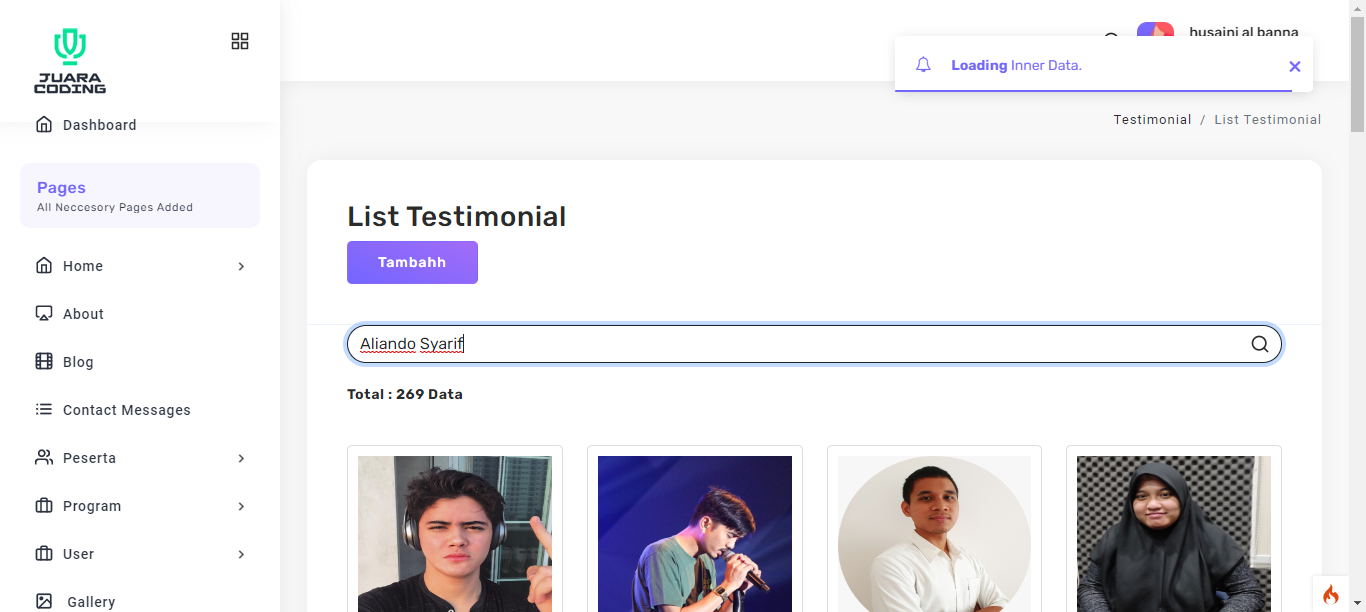 JUARA
CODING
husaini al banna
Loading Inner Data.
Testimonial / List Testimonial
Dashboard
Pages
All Neccesory Pages Added
Home
About
Blog
Contact Messages
Peserta
Program
User
Gallery
List Testimonial
Tambahh
Aliando Syarif
Total : 269 Data